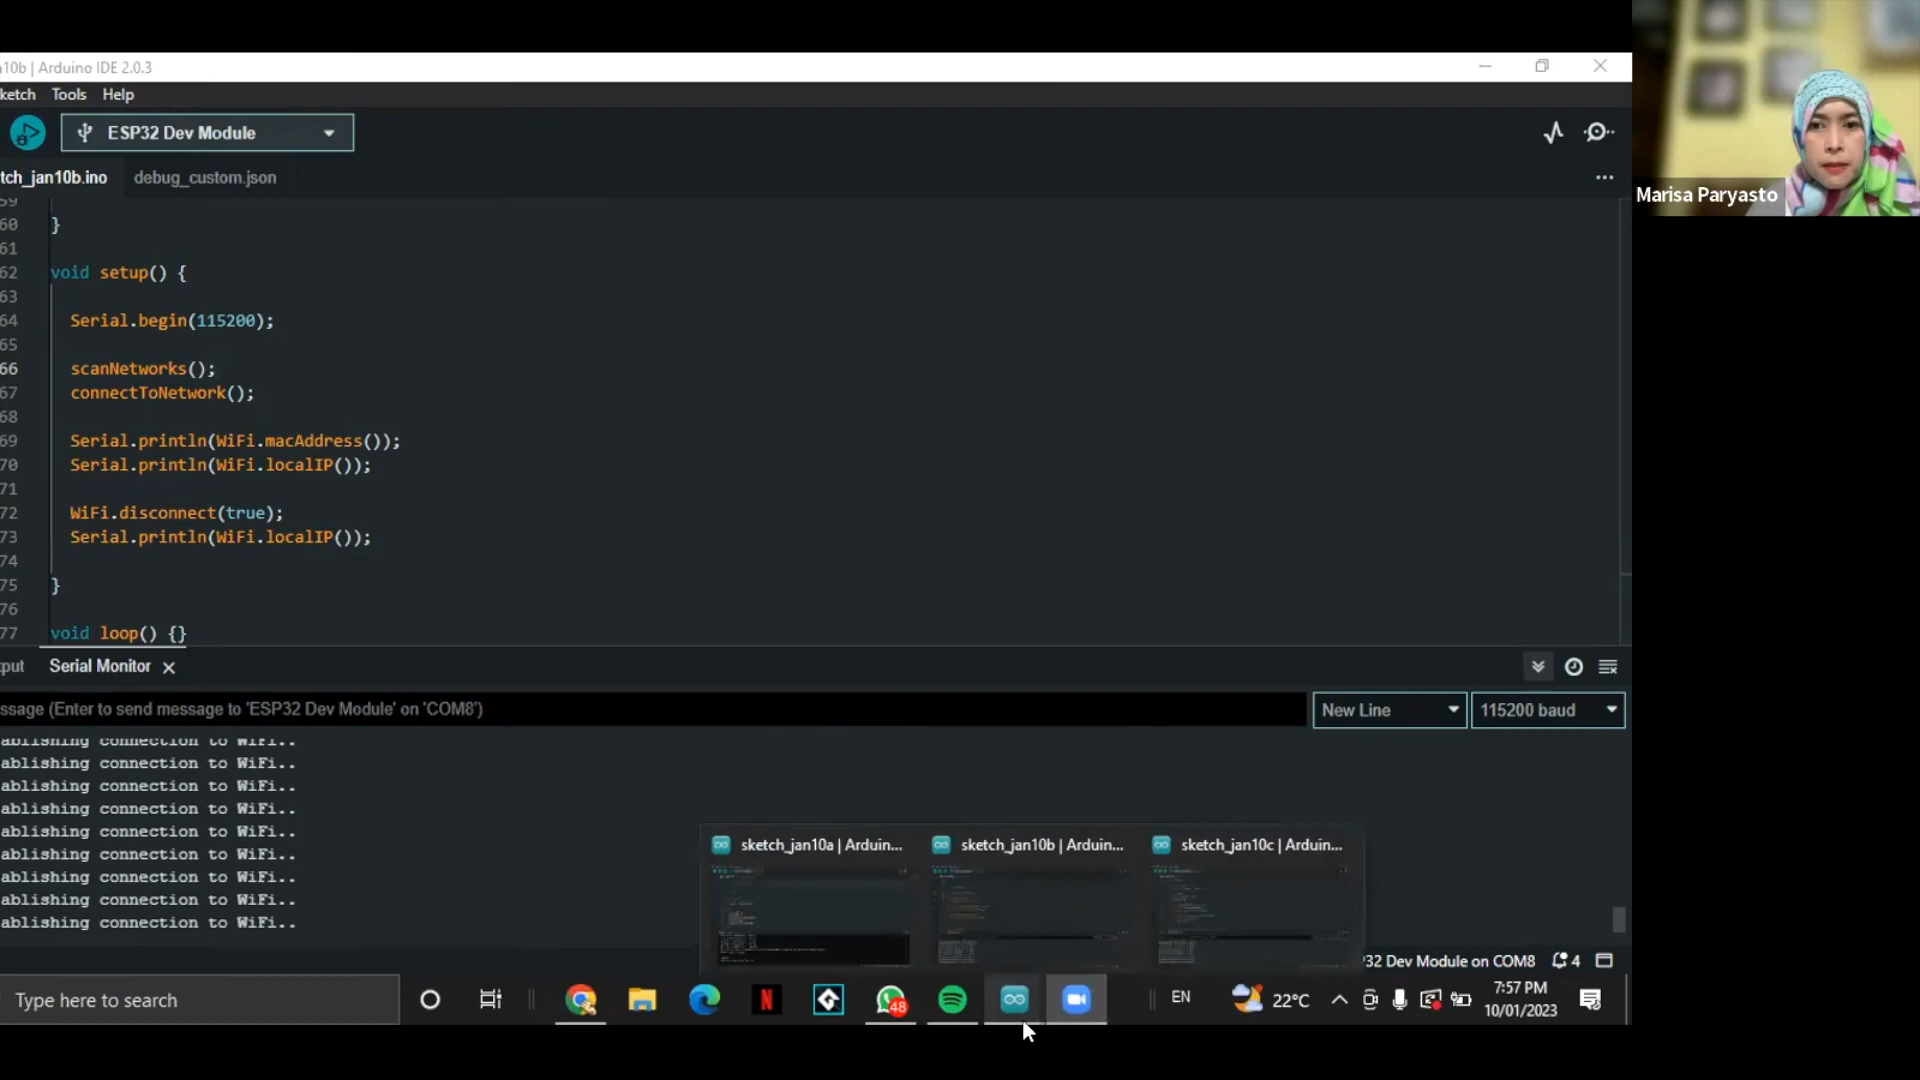 10b | Arduino IDE 2.0.3
ketch Tools Help
ESP32 Dev Module
tch_jan10b.ino debug_custom.json
59
60 }
61
62 void setup() {
63
64 Serial.begin(115200);
65
66 scanNetworks();
67 connectToNetwork();
68
69 Serial.println(WiFi.macAddress());
70 Serial.println(WiFi.localIP());
71
72 WiFi.disconnect(true);
73 Serial.println(WiFi.localIP());
74
75 }
76
77 void loop() {}
put Serial Monitor
ssage (Enter to send message to 'ESP32 Dev Module' on 'COM8') New Line 115200 baud
ablishing connection to WiFi..
ablishing connection to WiFi..
ablishing connection to WiFi..
ablishing connection to WiFi..
ablishing connection to WiFi..
ablishing connection to WiFi..
ablishing connection to WiFi..
ablishing connection to WiFi..
ablishing connection to WiFi..
sketch_jan10a | Arduin... sketch_jan10b | Arduin... sketch_jan10c | Arduin...
32 Dev Module on COM8 4
Type here to search
N
48
EN
22°C
7:57 PM
10/01/2023
Marisa Paryasto